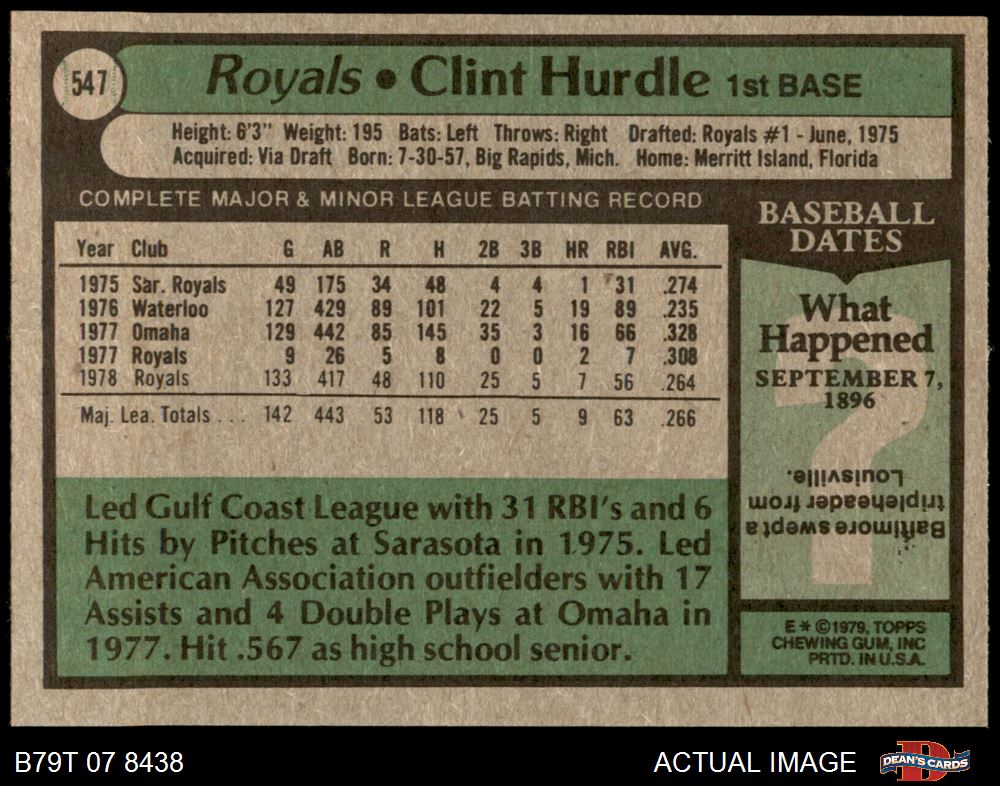 547
Royals • Clint Hurdle 1st BASE
Height: 6'3" Weight: 195 Bats: Left Throws: Right Drafted: Royals #1 - June, 1975
Acquired: Via Draft Born: 7-30-57, Big Rapids, Mich. Home: Merritt Island, Florida
COMPLETE MAJOR & MINOR LEAGUE BATTING RECORD
Year Club G AB R H 2B 3B HR RBI AVG.
1975 Sar. Royals 49 175 34 48 4 4 1 31 .274
1976 Waterloo 127 429 89 101 22 5 19 89 .235
1977 Omaha 129 442 85 145 35 3 16 66 .328
1977 Royals 9 26 5 8 0 0 2 7 .308
1978 Royals 133 417 48 110 25 5 7 56 .264
Maj. Lea. Totals . . . 142 443 53 118 25 5 9 63 .266
Led Gulf Coast League with 31 RBI's and 6
Hits by Pitches at Sarasota in 1975. Led
American Association outfielders with 17
Assists and 4 Double Plays at Omaha in
1977. Hit .567 as high school senior.
BASEBALL
DATES
What
Happened
SEPTEMBER 7,
1896
Baltimore swept a
tripleheader from
Louisville.
E * ©1979, TOPPS
CHEWING GUM, INC
PRTD. IN U.S.A.
B79T 07 8438
ACTUAL IMAGE
D
DEAN'S CARDS